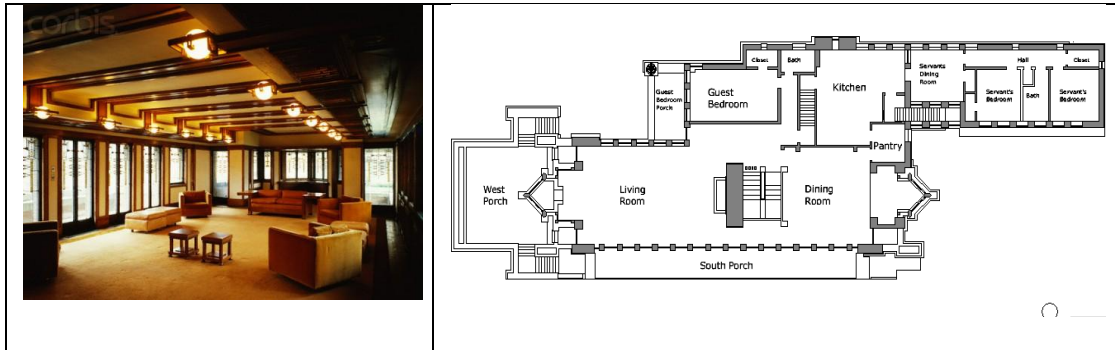 corbis
Closet
Bath
Guest
Bedroom
Porch
Guest
Bedroom
Kitchen
Servants
Dining
Room
Hall
Closet
Servant's
Bedroom
Bath
Servant's
Bedroom
Pantry
West
Porch
Living
Room
Dining
Room
South Porch